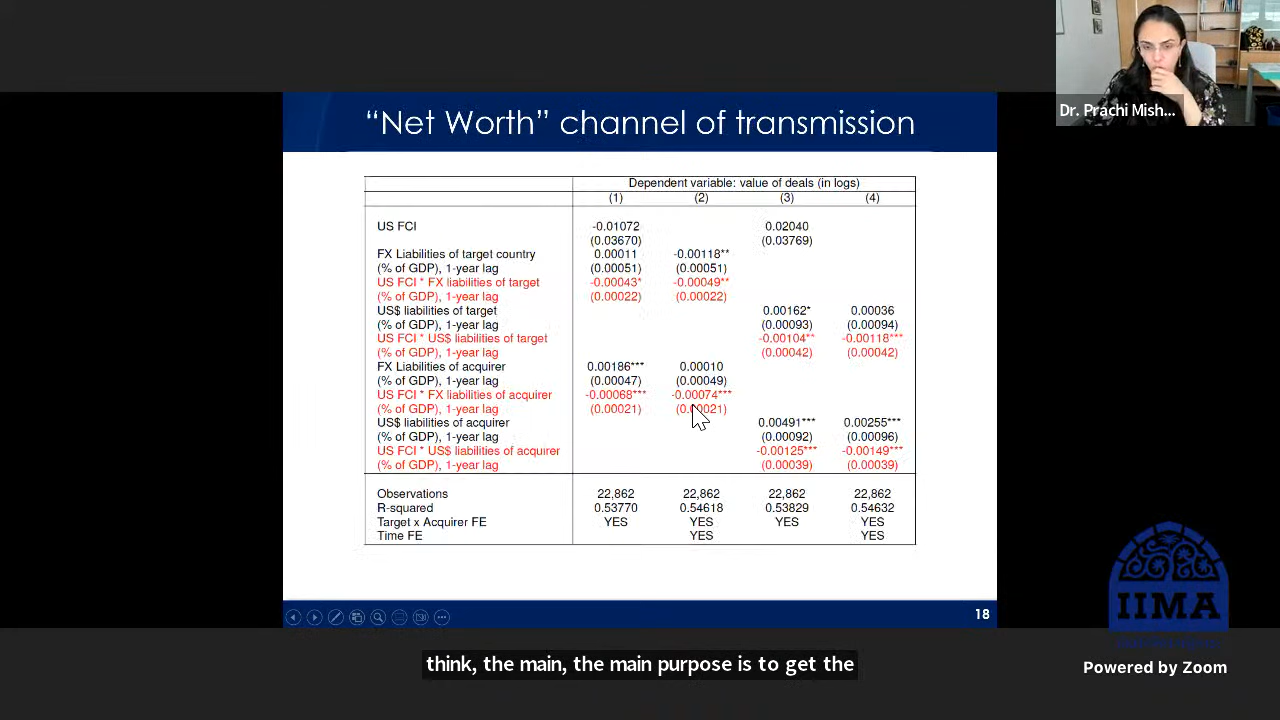 Dr. Prachi Mish...
“Net Worth” channel of transmission
Dependent variable: value of deals (in logs)
(1) (2) (3) (4)
US FCI -0.01072 0.02040
(0.03670) (0.03769)
FX Liabilities of target country 0.00011 -0.00118**
(% of GDP), 1-year lag (0.00051) (0.00051)
US FCI * FX liabilities of target -0.00043* -0.00049**
(% of GDP), 1-year lag (0.00022) (0.00022)
US$ liabilities of target 0.00162* 0.00036
(% of GDP), 1-year lag (0.00093) (0.00094)
US FCI * US$ liabilities of target -0.00104** -0.00118***
(% of GDP), 1-year lag (0.00042) (0.00042)
FX Liabilities of acquirer 0.00186*** 0.00010
(% of GDP), 1-year lag (0.00047) (0.00049)
US FCI * FX liabilities of acquirer -0.00068*** -0.00074***
(% of GDP), 1-year lag (0.00021) (0.00021)
US$ liabilities of acquirer 0.00491*** 0.00255***
(% of GDP), 1-year lag (0.00092) (0.00096)
US FCI * US$ liabilities of acquirer -0.00125*** -0.00149***
(% of GDP), 1-year lag (0.00039) (0.00039)
Observations 22,862 22,862 22,862 22,862
R-squared 0.53770 0.54618 0.53829 0.54632
Target x Acquirer FE YES YES YES YES
Time FE YES YES
18
IIMA
think, the main, the main purpose is to get the
Powered by Zoom